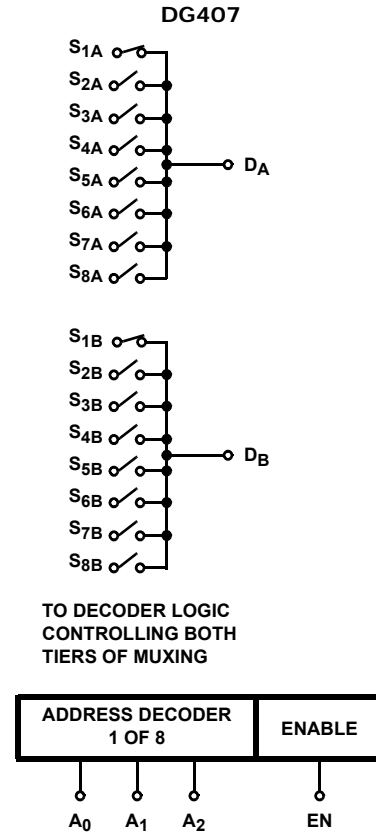 DG407
S1A
S2A
S3A
S4A
DA
S5A
S6A
S7A
S8A
S1B
S2B
S3B
S4B
DB
S5B
S6B
S7B
S8B
TO DECODER LOGIC
CONTROLLING BOTH
TIERS OF MUXING
ADDRESS DECODER
1 OF 8
ENABLE
A0 A1 A2 EN